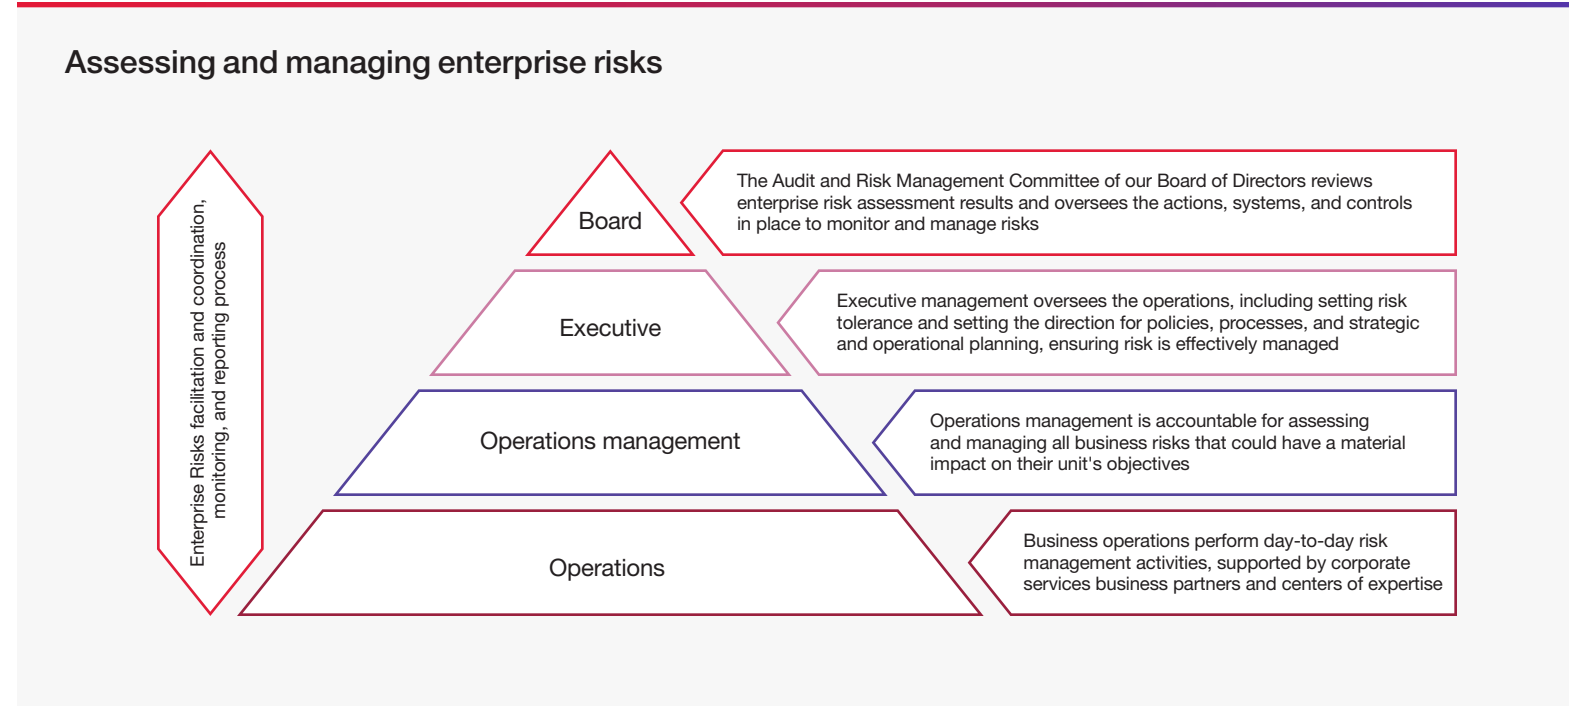 Assessing and managing enterprise risks
Enterprise Risks facilitation and coordination,
monitoring, and reporting process
Board
The Audit and Risk Management Committee of our Board of Directors reviews
enterprise risk assessment results and oversees the actions, systems, and controls
in place to monitor and manage risks
Executive
Executive management oversees the operations, including setting risk
tolerance and setting the direction for policies, processes, and strategic
and operational planning, ensuring risk is effectively managed
Operations management
Operations management is accountable for assessing
and managing all business risks that could have a material
impact on their unit's objectives
Operations
Business operations perform day-to-day risk
management activities, supported by corporate
services business partners and centers of expertise